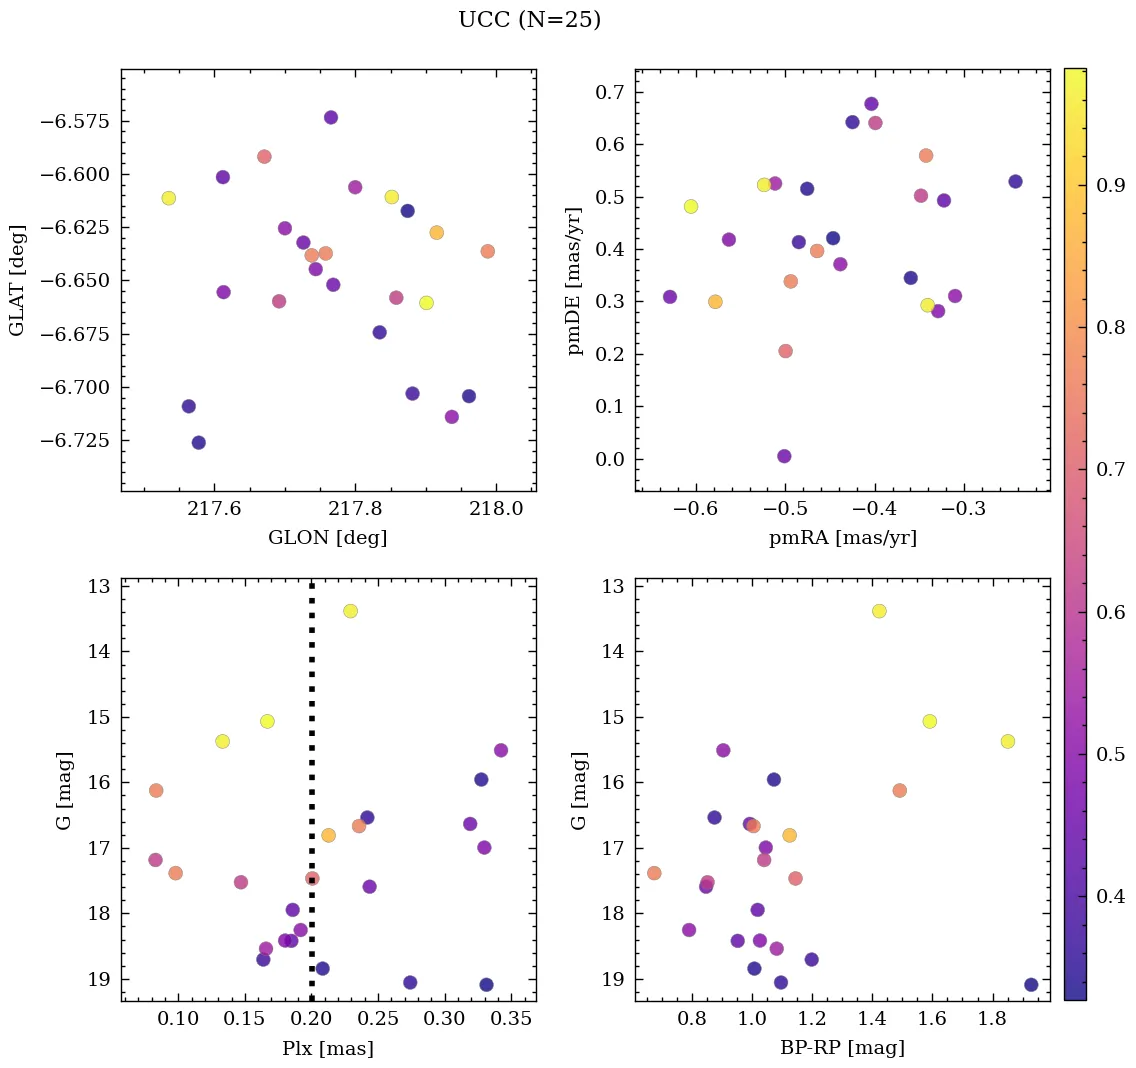 UCC (N=25)
−6.575
−6.600
−6.625
−6.650
−6.675
−6.700
−6.725
GLAT [deg]
217.6 217.8 218.0
GLON [deg]
0.7
0.6
0.5
0.4
0.3
0.2
0.1
0.0
pmDE [mas/yr]
−0.6 −0.5 −0.4 −0.3
pmRA [mas/yr]
13
14
15
16
17
18
19
G [mag]
0.10 0.15 0.20 0.25 0.30 0.35
Plx [mas]
13
14
15
16
17
18
19
G [mag]
0.8 1.0 1.2 1.4 1.6 1.8
BP-RP [mag]
0.9
0.8
0.7
0.6
0.5
0.4